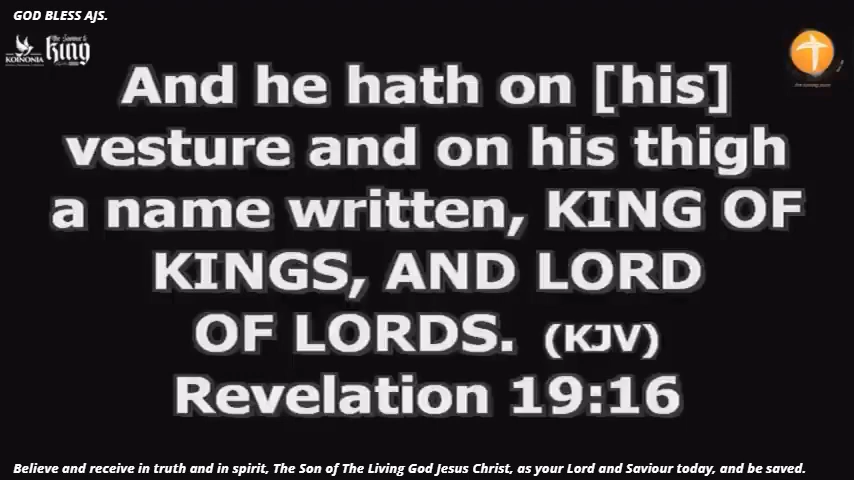 GOD BLESS AJS.
KOINONIA
King
And he hath on [his]
vesture and on his thigh
a name written, KING OF
KINGS, AND LORD
OF LORDS. (KJV)
Revelation 19:16
Believe and receive in truth and in spirit, The Son of The Living God Jesus Christ, as your Lord and Saviour today, and be saved.